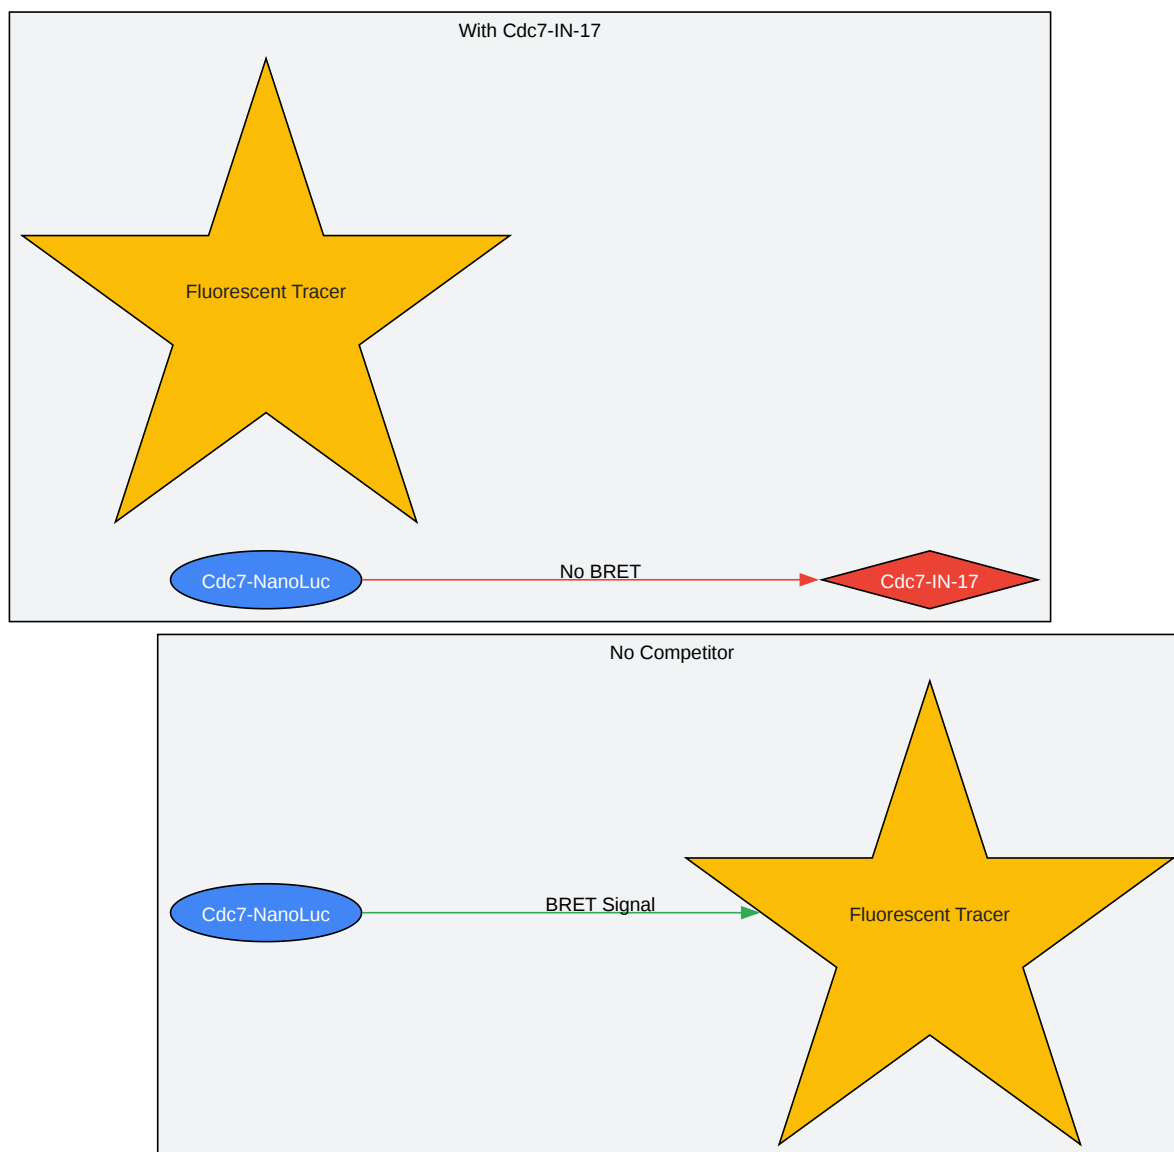 With Cdc7-IN-17
Fluorescent Tracer
Cdc7-NanoLuc
No BRET
Cdc7-IN-17
No Competitor
Cdc7-NanoLuc
BRET Signal
Fluorescent Tracer